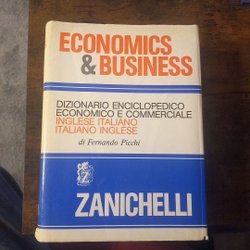 ECONOMICS
& BUSINESS
DIZIONARIO ENCICLOPEDICO
ECONOMICO E COMMERCIALE
INGLESE ITALIANO
ITALIANO INGLESE
di Fernando Picchi
ZANICHELLI